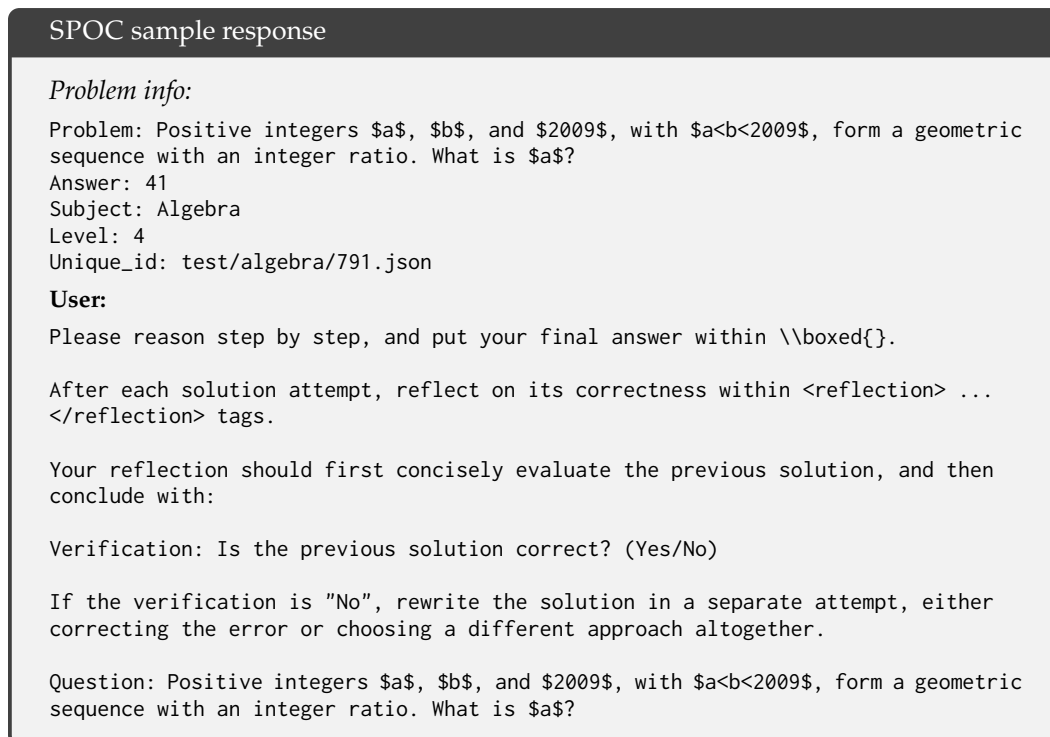 SPOC sample response
Problem info:
Problem: Positive integers $a$, $b$, and $2009$, with $a<b<2009$, form a geometric
sequence with an integer ratio. What is $a$?
Answer: 41
Subject: Algebra
Level: 4
Unique_id: test/algebra/791.json
User:
Please reason step by step, and put your final answer within \\boxed{}.
After each solution attempt, reflect on its correctness within <reflection> ...
</reflection> tags.
Your reflection should first concisely evaluate the previous solution, and then
conclude with:
Verification: Is the previous solution correct? (Yes/No)
If the verification is "No", rewrite the solution in a separate attempt, either
correcting the error or choosing a different approach altogether.
Question: Positive integers $a$, $b$, and $2009$, with $a<b<2009$, form a geometric
sequence with an integer ratio. What is $a$?